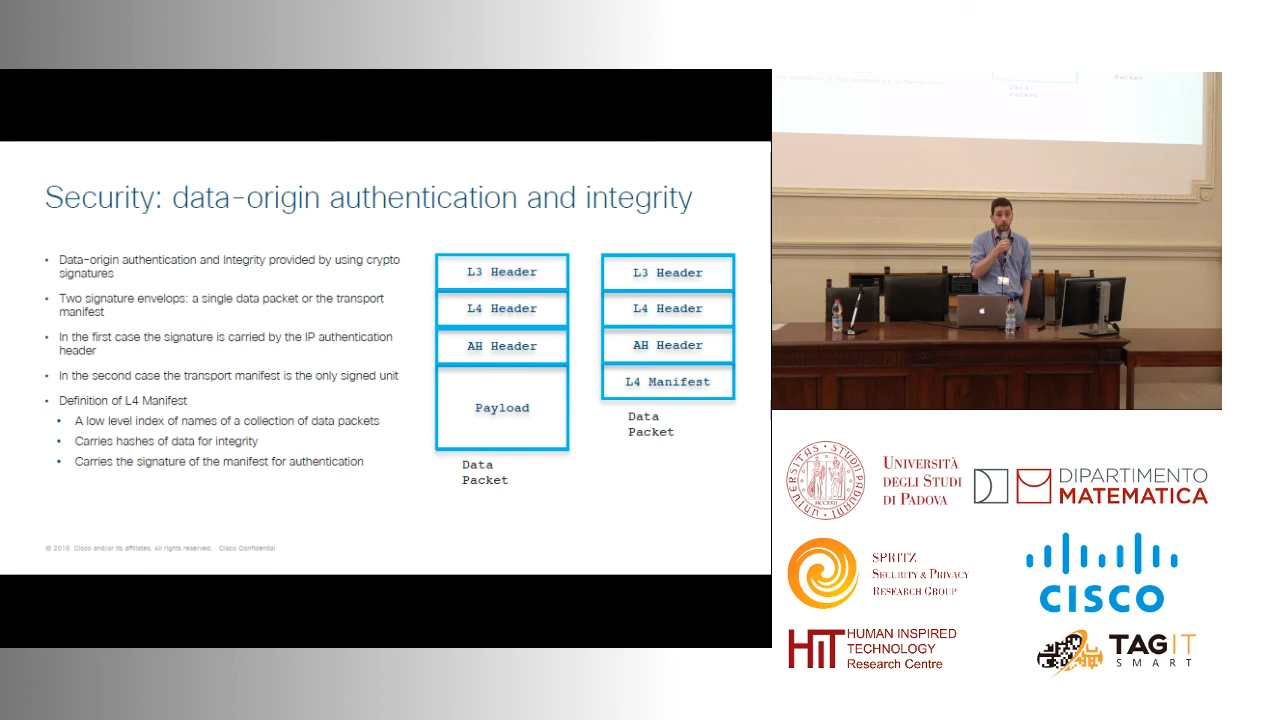 Security: data-origin authentication and integrity
• Data-origin authentication and Integrity provided by using crypto
signatures
• Two signature envelops: a single data packet or the transport
manifest
• In the first case the signature is carried by the IP authentication
header
• In the second case the transport manifest is the only signed unit
• Definition of L4 Manifest
• A low level index of names of a collection of data packets
• Carries hashes of data for integrity
• Carries the signature of the manifest for authentication
L3 Header
L4 Header
AH Header
Payload
Data
Packet
L3 Header
L4 Header
AH Header
L4 Manifest
Data
Packet
Cisco and/or its affiliates. All rights reserved. Cisco Confidential
Data
Packet
Packet
UNIVERSITÀ
DEGLI STUDI
DI PADOVA
DIPARTIMENTO
MATEMATICA
SPRITZ
SECURITY & PRIVACY
RESEARCH GROUP
CISCO
HIT HUMAN INSPIRED
TECHNOLOGY
Research Centre
TAGIT
SMART